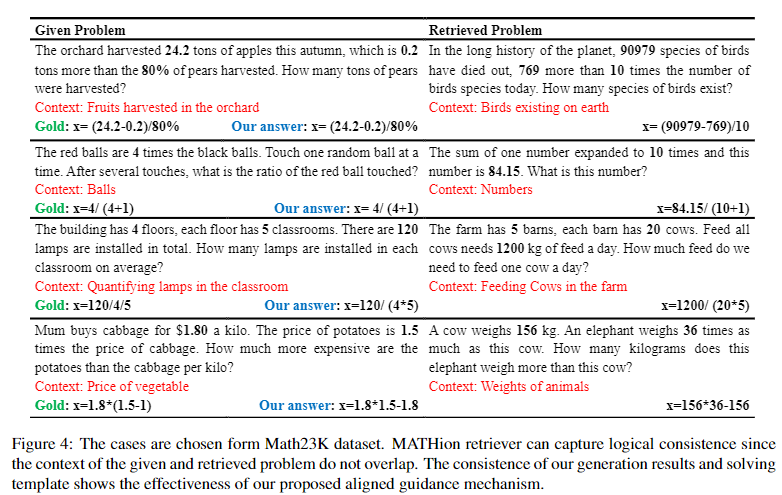 Given Problem
Retrieved Problem
The orchard harvested 24.2 tons of apples this autumn, which is 0.2
tons more than the 80% of pears harvested. How many tons of pears
were harvested?
Context: Fruits harvested in the orchard
Gold: x= (24.2-0.2)/80% Our answer: x= (24.2-0.2)/80%
In the long history of the planet, 90979 species of birds
have died out, 769 more than 10 times the number of
birds species today. How many species of birds exist?
Context: Birds existing on earth
x= (90979-769)/10
The red balls are 4 times the black balls. Touch one random ball at a
time. After several touches, what is the ratio of the red ball touched?
Context: Balls
Gold: x=4/ (4+1) Our answer: x= 4/ (4+1)
The sum of one number expanded to 10 times and this
number is 84.15. What is this number?
Context: Numbers
x=84.15/ (10+1)
The building has 4 floors, each floor has 5 classrooms. There are 120
lamps are installed in total. How many lamps are installed in each
classroom on average?
Context: Quantifying lamps in the classroom
Gold: x=120/4/5 Our answer: x=120/ (4*5)
The farm has 5 barns, each barn has 20 cows. Feed all
cows needs 1200 kg of feed a day. How much feed do we
need to feed one cow a day?
Context: Feeding Cows in the farm
x=1200/ (20*5)
Mum buys cabbage for $1.80 a kilo. The price of potatoes is 1.5
times the price of cabbage. How much more expensive are the
potatoes than the cabbage per kilo?
Context: Price of vegetable
Gold: x=1.8*(1.5-1) Our answer: x=1.8*1.5-1.8
A cow weighs 156 kg. An elephant weighs 36 times as
much as this cow. How many kilograms does this
elephant weigh more than this cow?
Context: Weights of animals
x=156*36-156
Figure 4: The cases are chosen form Math23K dataset. MATHion retriever can capture logical consistence since
the context of the given and retrieved problem do not overlap. The consistence of our generation results and solving
template shows the effectiveness of our proposed aligned guidance mechanism.